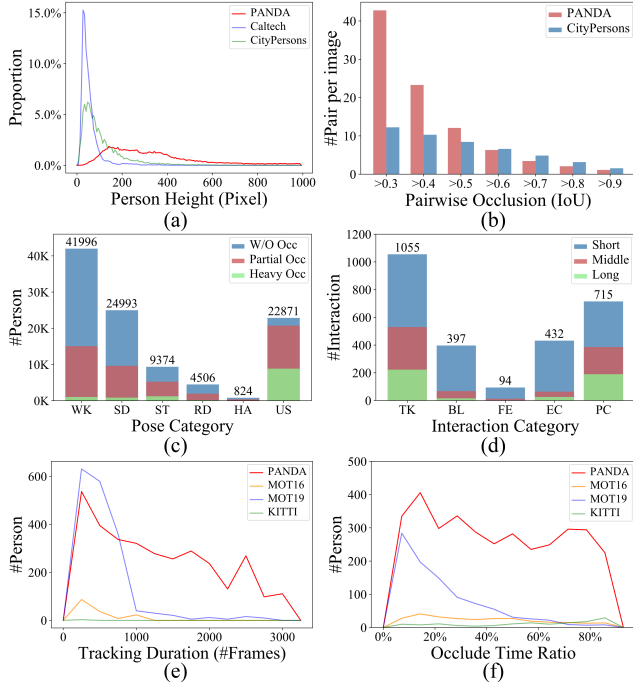 15.0%
10.0%
5.0%
0.0%
Proportion
PANDA
Caltech
CityPersons
0 200 400 600 800 1000
Person Height (Pixel)
(a)
40
30
20
10
0
#Pair per image
PANDA
CityPersons
>0.3 >0.4 >0.5 >0.6 >0.7 >0.8 >0.9
Pairwise Occlusion (IoU)
(b)
40K
30K
20K
10K
0K
#Person
W/O Occ
Partial Occ
Heavy Occ
41996
24993
9374
4506
824
22871
WK SD ST RD HA US
Pose Category
(c)
1200
1000
800
600
400
200
0
#Interaction
Short
Middle
Long
1055
397
94
432
715
TK BL FE EC PC
Interaction Category
(d)
600
400
200
0
#Person
PANDA
MOT16
MOT19
KITTI
0 1000 2000 3000
Tracking Duration (#Frames)
(e)
500
400
300
200
100
0
#Person
PANDA
MOT16
MOT19
KITTI
0% 20% 40% 60% 80%
Occlude Time Ratio
(f)